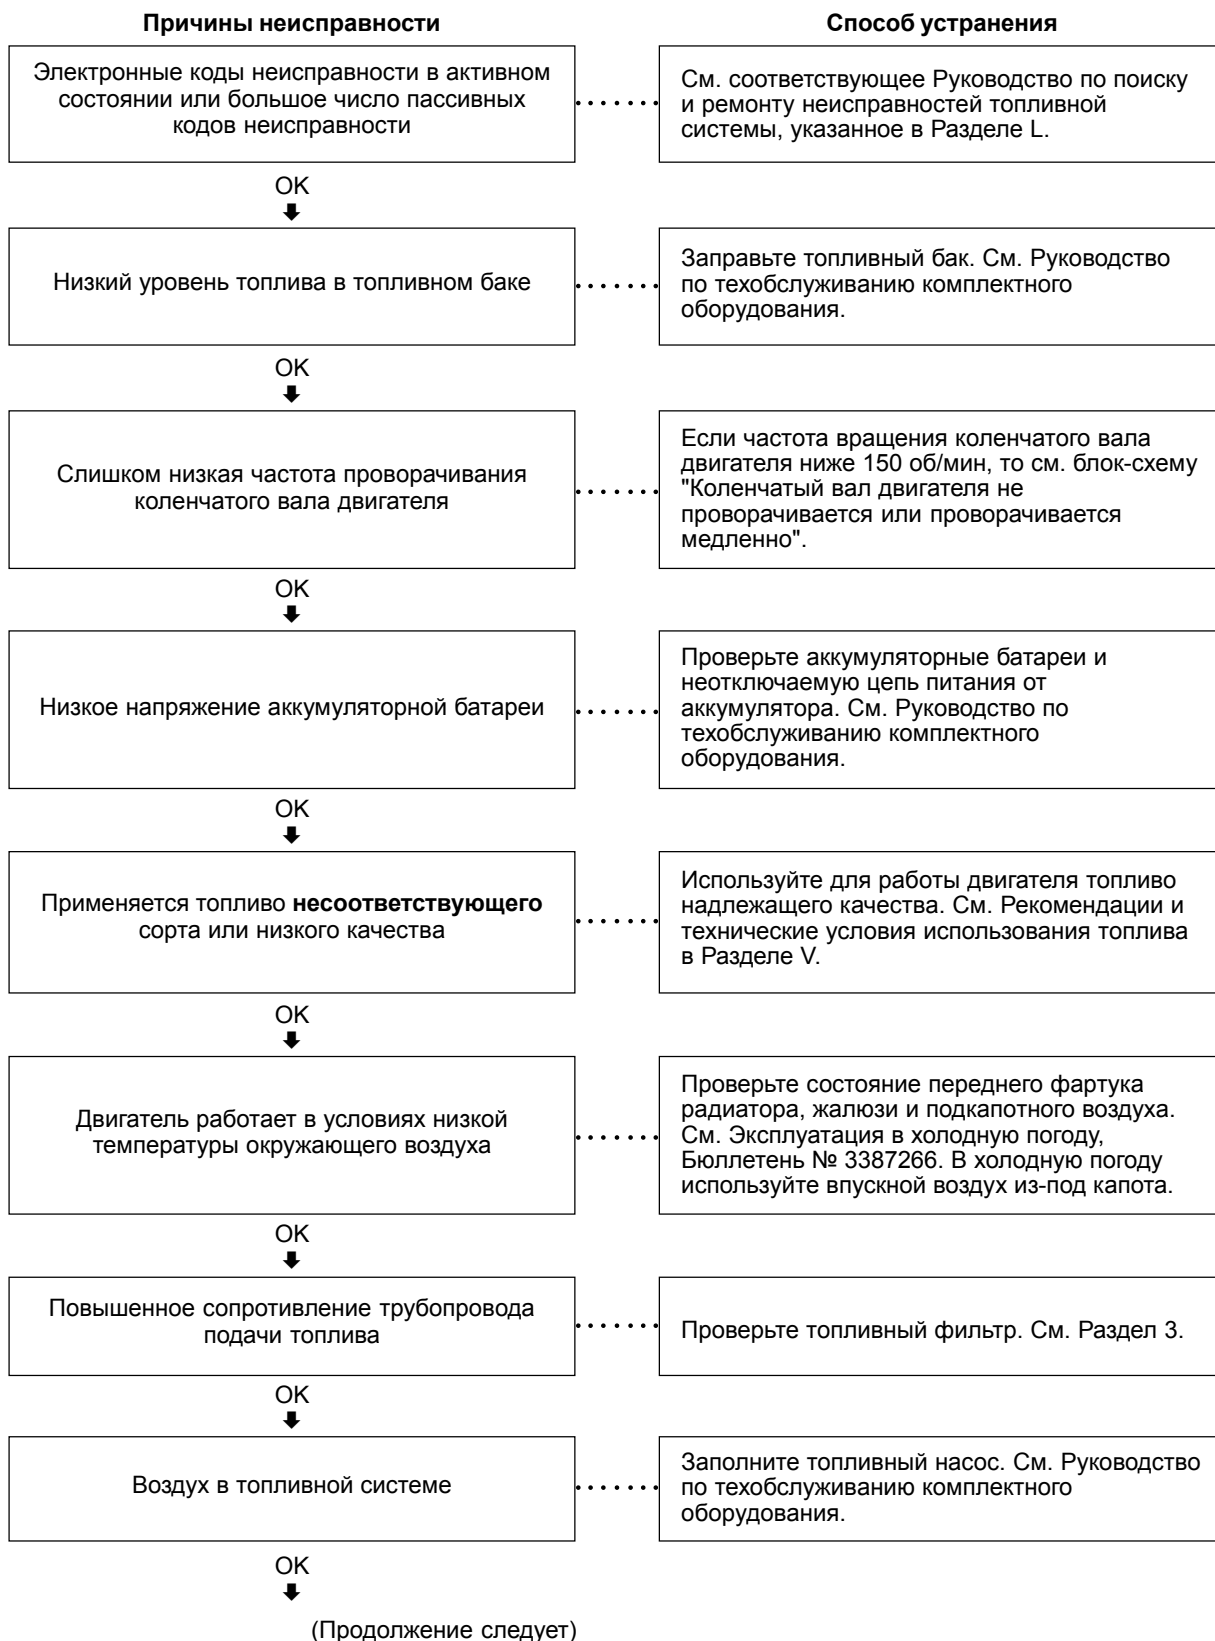 Причины неисправности
Способ устранения
Электронные коды неисправности в активном
состоянии или большое число пассивных
кодов неисправности
См. соответствующее Руководство по поиску
и ремонту неисправностей топливной
системы, указанное в Разделе L.
OK
Низкий уровень топлива в топливном баке
Заправьте топливный бак. См. Руководство
по техобслуживанию комплектного
оборудования.
OK
Слишком низкая частота проворачивания
коленчатого вала двигателя
Если частота вращения коленчатого вала
двигателя ниже 150 об/мин, то см. блок-схему
"Коленчатый вал двигателя не
проворачивается или проворачивается
медленно".
OK
Низкое напряжение аккумуляторной батареи
Проверьте аккумуляторные батареи и
неотключаемую цепь питания от
аккумулятора. См. Руководство по
техобслуживанию комплектного
оборудования.
OK
Применяется топливо несоответствующего
сорта или низкого качества
Используйте для работы двигателя топливо
надлежащего качества. См. Рекомендации и
технические условия использования топлива
в Разделе V.
OK
Двигатель работает в условиях низкой
температуры окружающего воздуха
Проверьте состояние переднего фартука
радиатора, жалюзи и подкапотного воздуха.
См. Эксплуатация в холодную погоду,
Бюллетень № 3387266. В холодную погоду
используйте впускной воздух из-под капота.
OK
Повышенное сопротивление трубопровода
подачи топлива
Проверьте топливный фильтр. См. Раздел 3.
OK
Воздух в топливной системе
Заполните топливный насос. См. Руководство
по техобслуживанию комплектного
оборудования.
OK
(Продолжение следует)